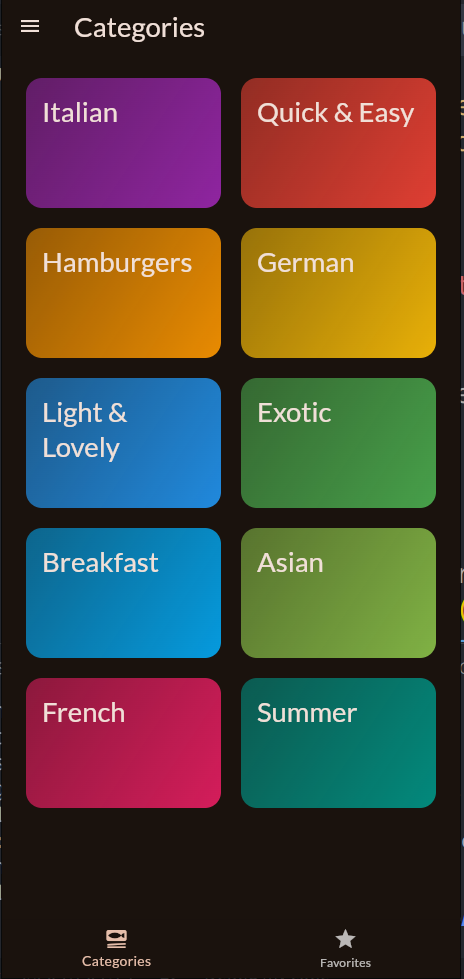 Categories
Italian
Quick & Easy
Hamburgers
German
Light &
Lovely
Exotic
Breakfast
Asian
French
Summer
Categories
Favorites